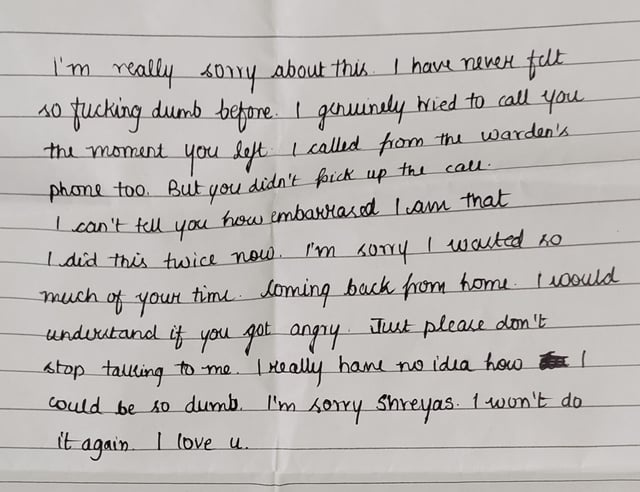 I'm really sorry about this. I have never felt
so fucking dumb before. I genuinely tried to call you
the moment you left. I called from the warden's
phone too. But you didn't pick up the call.
I can't tell you how embarrased I am that
I did this twice now. I'm sorry I wasted so
much of your time. Coming back from home. I would
understand if you got angry. Just please don't
stop talking to me. I really have no idea how I
could be so dumb. I'm sorry Shreyas. I won't do
it again. I love u.